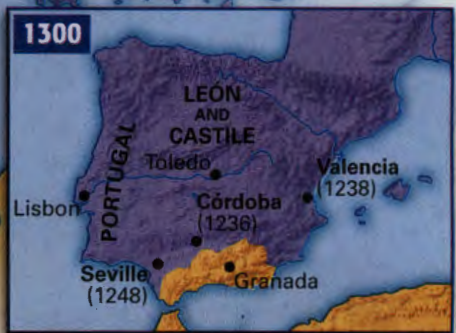 1300
LEÓN
AND
CASTILE
PORTUGAL
Toledo
Valencia
(1238)
Lisbon
Córdoba
(1236)
Seville
(1248)
Granada